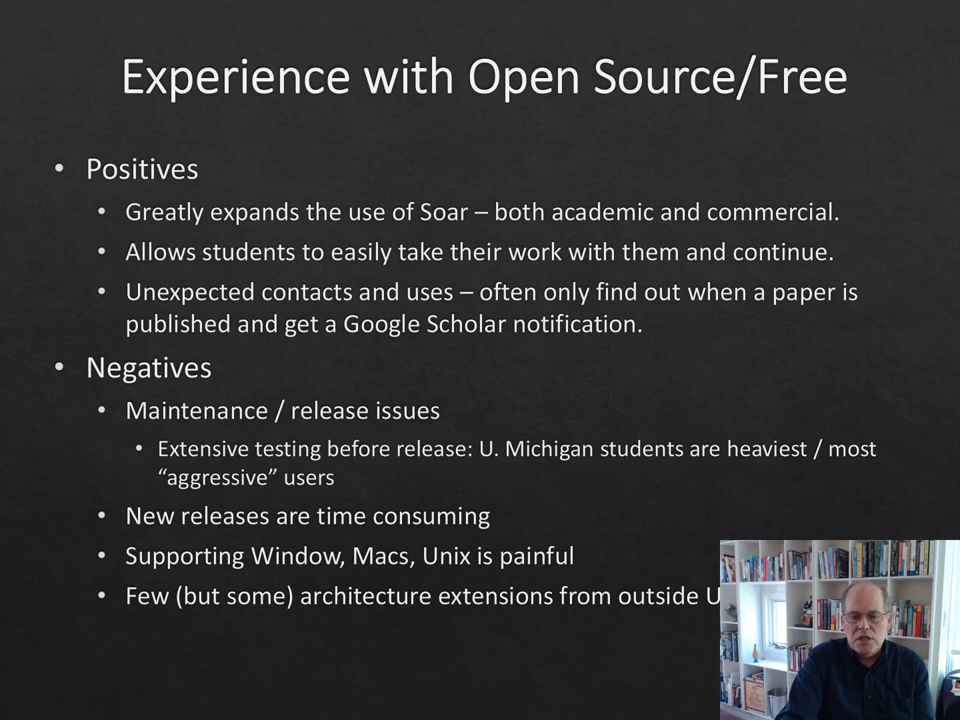 Experience with Open Source/Free
• Positives
• Greatly expands the use of Soar – both academic and commercial.
• Allows students to easily take their work with them and continue.
• Unexpected contacts and uses – often only find out when a paper is
published and get a Google Scholar notification.
• Negatives
• Maintenance / release issues
• Extensive testing before release: U. Michigan students are heaviest / most
“aggressive” users
• New releases are time consuming
• Supporting Window, Macs, Unix is painful
• Few (but some) architecture extensions from outside U